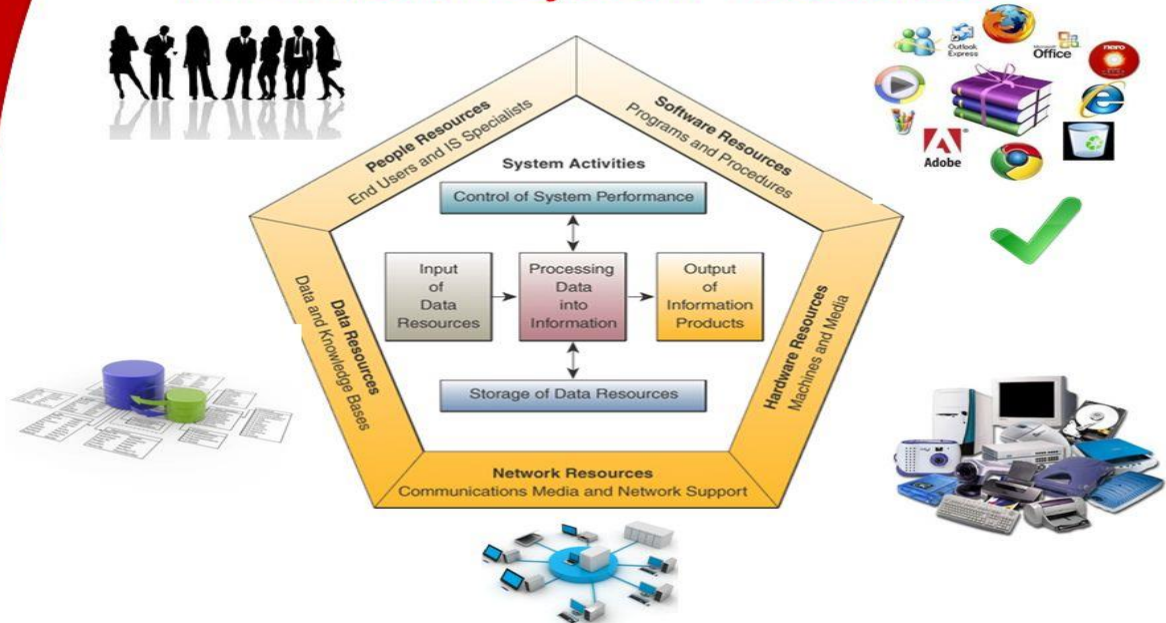 Outlook
Express
Microsoft
Office
nero
Adobe
People Resources
End Users and IS Specialists
Software Resources
Programs and Procedures
System Activities
Control of System Performance
Input
of
Data
Resources
Processing
Data
into
Information
Output
of
Information
Products
Storage of Data Resources
Data Resources
Data and Knowledge Bases
Hardware Resources
Machines and Media
Network Resources
Communications Media and Network Support